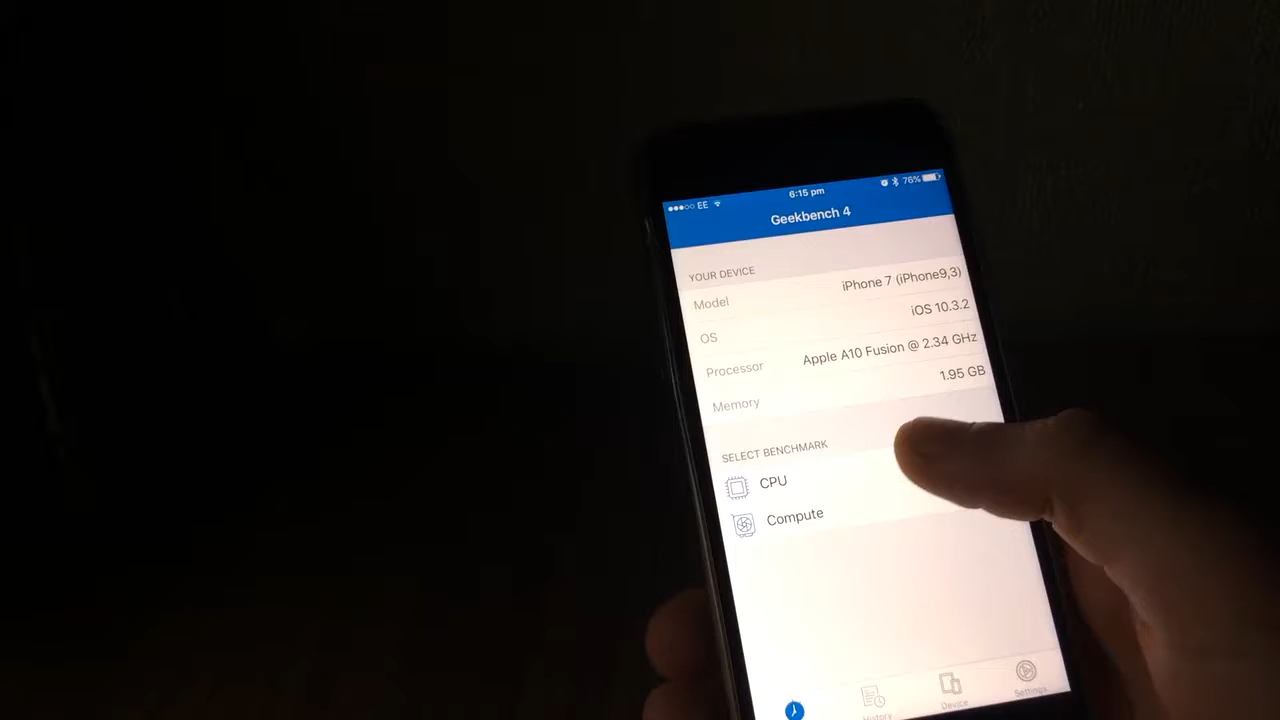 EE 6:15 pm 76%
Geekbench 4
YOUR DEVICE
Model iPhone 7 (iPhone9,3)
OS iOS 10.3.2
Processor Apple A10 Fusion @ 2.34 GHz
Memory 1.95 GB
SELECT BENCHMARK
CPU
Compute
History Device Settings